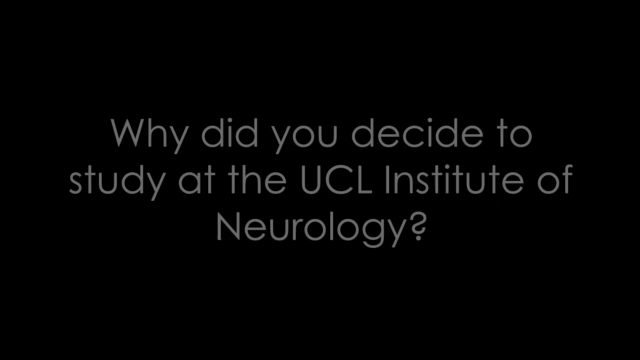 Why did you decide to
study at the UCL Institute of
Neurology?